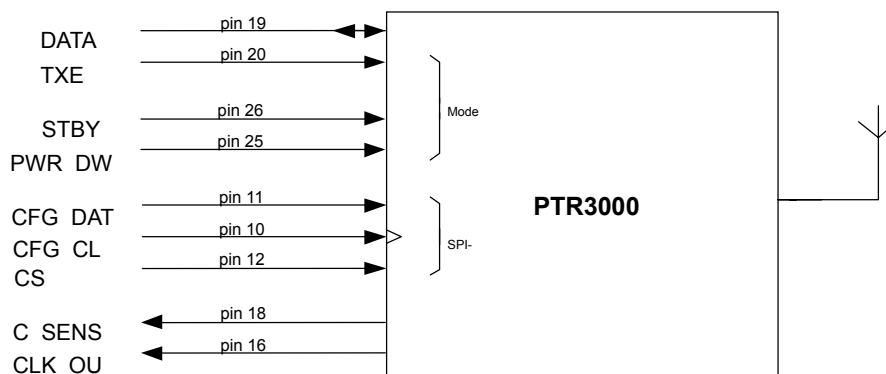 DATA pin 19
TXE pin 20
STBY pin 26
Mode
PWR DW pin 25
CFG DAT pin 11
PTR3000
CFG CL pin 10
SPI-
CS pin 12
C SENS pin 18
CLK OU pin 16